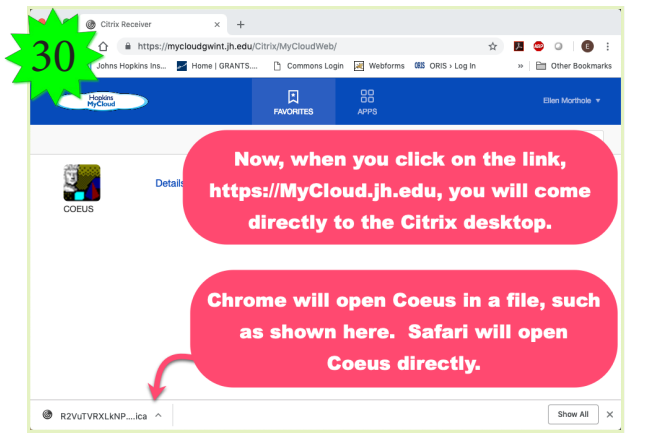 30
Citrix Receiver × +
https://mycloudgwint.jh.edu/Citrix/MyCloudWeb/ E
Johns Hopkins Ins... Home | GRANTS.... Commons Login Webforms ORIS ORIS › Log In » Other Bookmarks
Hopkins
MyCloud
FAVORITES APPS Ellen Morthole
Details
COEUS
Now, when you click on the link,
https://MyCloud.jh.edu, you will come
directly to the Citrix desktop.
Chrome will open Coeus in a file, such
as shown here. Safari will open
Coeus directly.
R2VuTVRXLkNP....ica
Show All ×